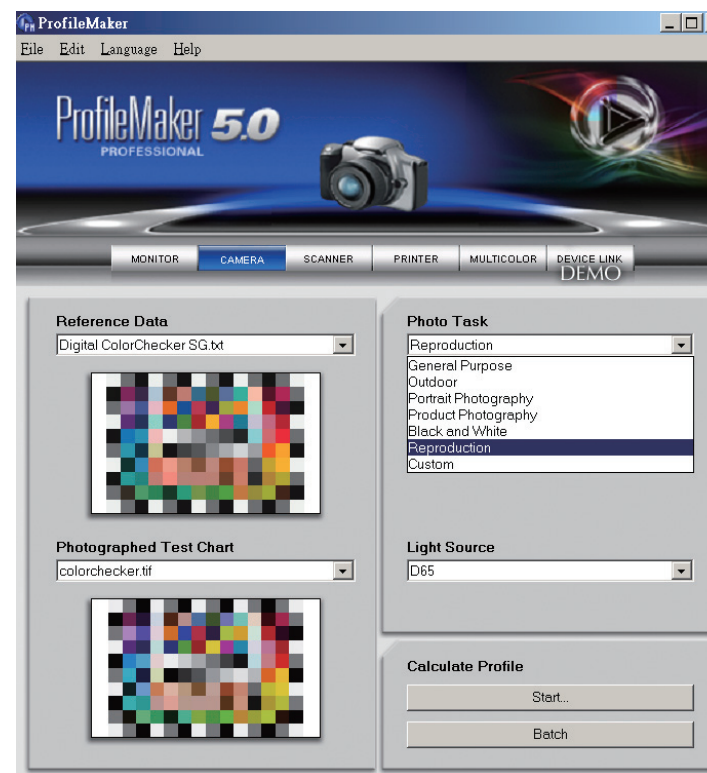 ProfileMaker
File Edit Language Help
ProfileMaker 5.0
PROFESSIONAL
MONITOR CAMERA SCANNER PRINTER MULTICOLOR DEVICE LINK
DEMO
Reference Data
Digital ColorChecker SG.txt
Photographed Test Chart
colorchecker.tif
Photo Task
Reproduction
General Purpose
Outdoor
Portrait Photography
Product Photography
Black and White
Reproduction
Custom
Light Source
D65
Calculate Profile
Start...
Batch